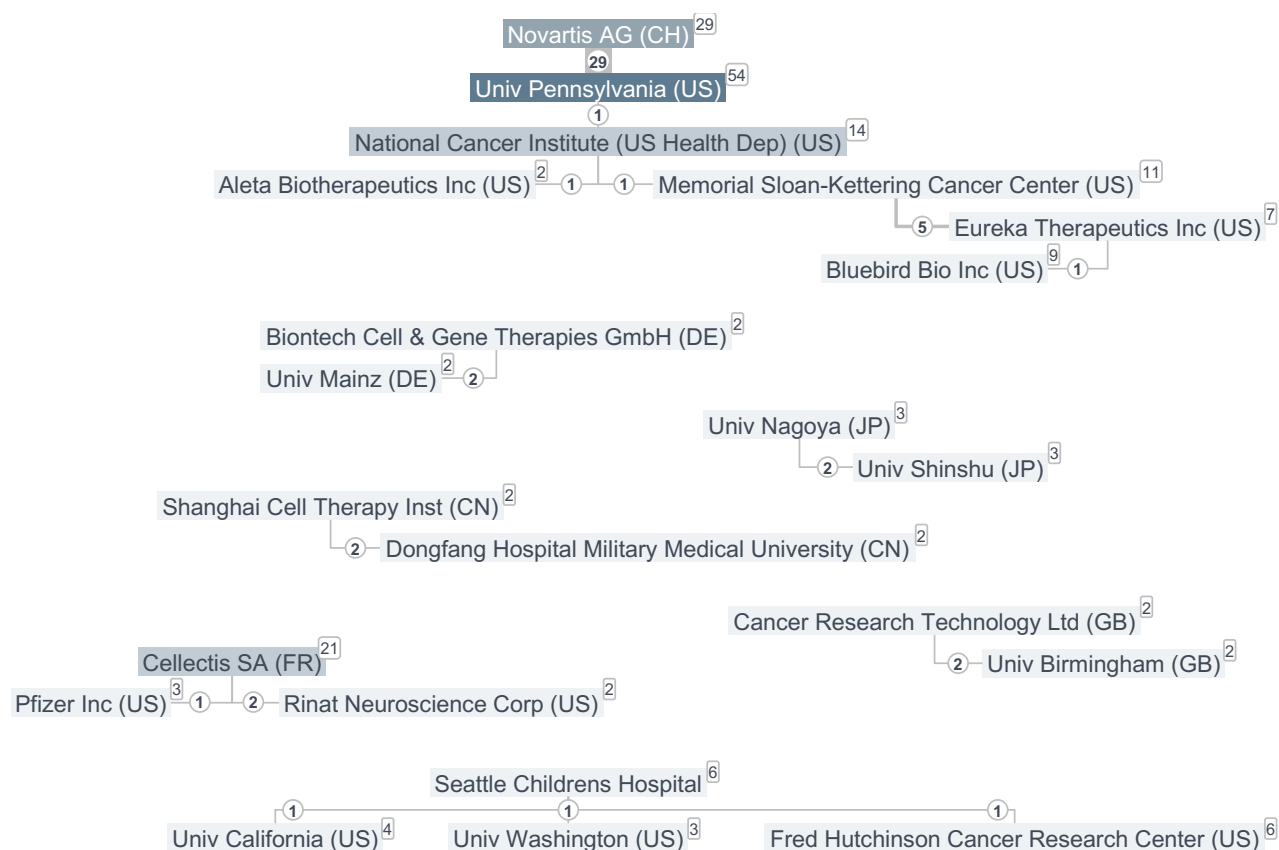 Novartis AG (CH) 29
29
Univ Pennsylvania (US) 54
1
National Cancer Institute (US Health Dep) (US) 14
Aleta Biotherapeutics Inc (US) 2 1 1 Memorial Sloan-Kettering Cancer Center (US) 11
5 Eureka Therapeutics Inc (US) 7
Bluebird Bio Inc (US) 9 1
Biontech Cell & Gene Therapies GmbH (DE) 2
Univ Mainz (DE) 2 2
Univ Nagoya (JP) 3
2 Univ Shinshu (JP) 3
Shanghai Cell Therapy Inst (CN) 2
2 Dongfang Hospital Military Medical University (CN) 2
Cancer Research Technology Ltd (GB) 2
2 Univ Birmingham (GB) 2
Cellectis SA (FR) 21
Pfizer Inc (US) 3 1 2 Rinat Neuroscience Corp (US) 2
Seattle Childrens Hospital 6
1 1 1
Univ California (US) 4 Univ Washington (US) 3 Fred Hutchinson Cancer Research Center (US) 6